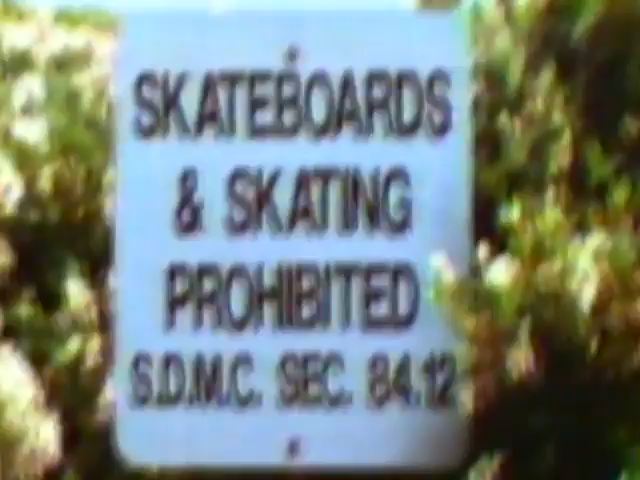 SKATEBOARDS
& SKATING
PROHIBITED
S.D.M.C. SEC. 84.12